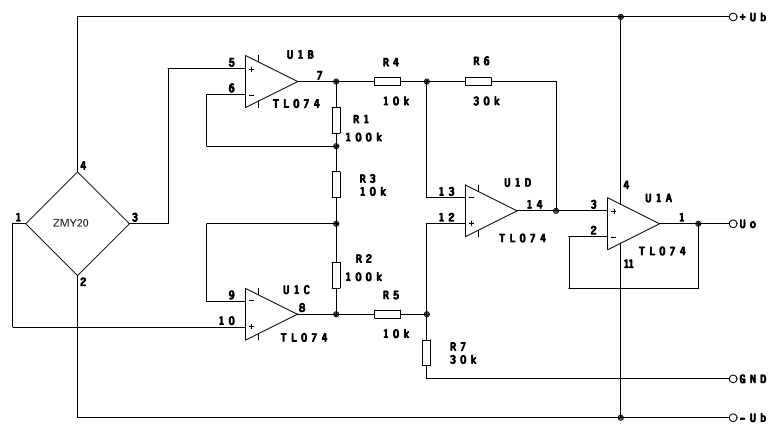 +Ub
U1B
R4
R6
5
7
+
6
-
TL074
10k
30k
R1
100k
4
R3
10k
U1D
13
-
14
3
4
U1A
1
ZMY20
3
12
+
+
1
Uo
2
-
TL074
TL074
11
2
R2
100k
U1C
9
-
8
R5
10
+
TL074
10k
R7
30k
GND
-Ub